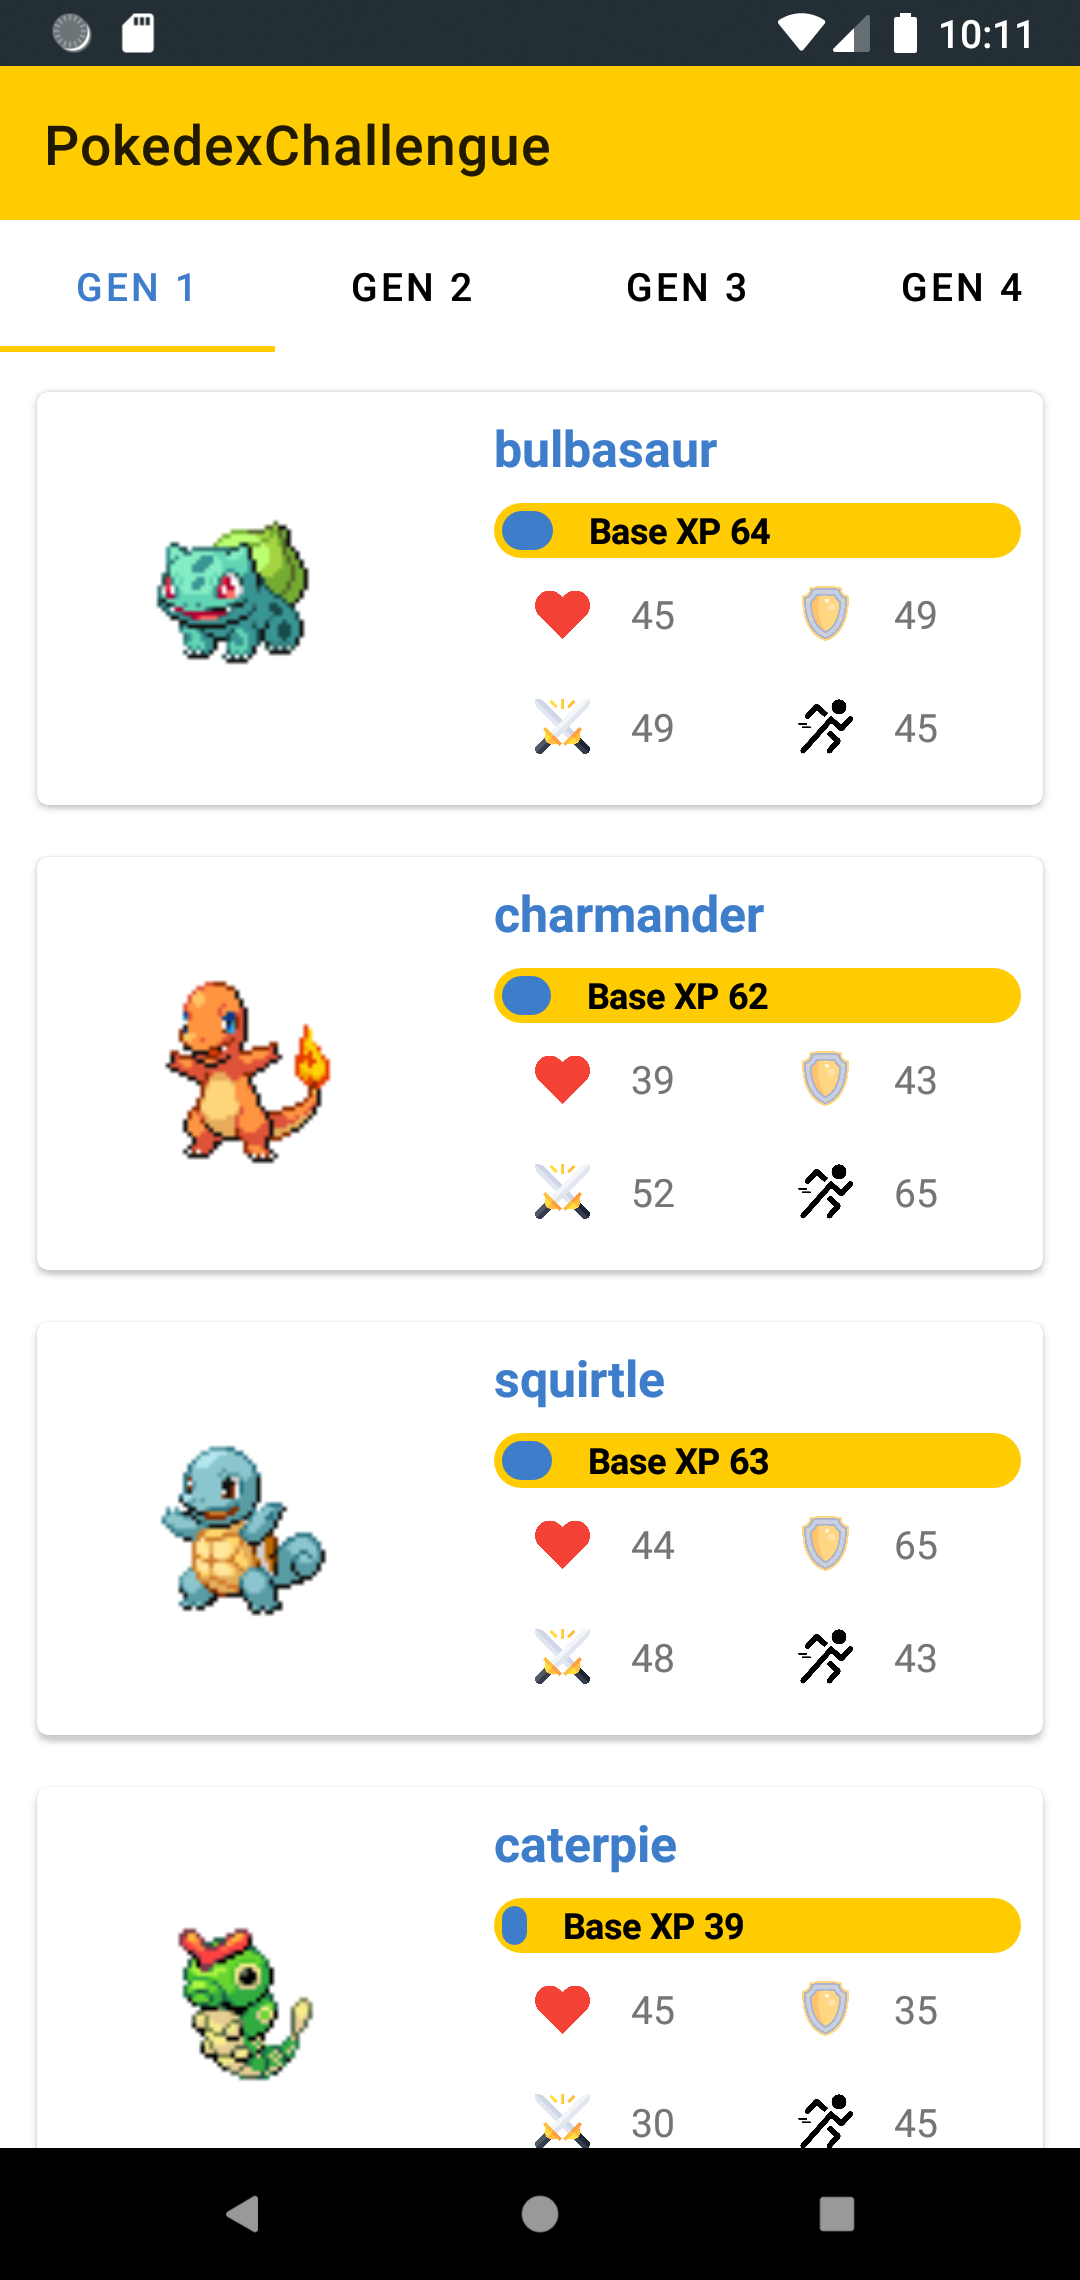 10:11
PokedexChallengue
GEN 1 GEN 2 GEN 3 GEN 4
bulbasaur
Base XP 64
45 49
49 45
charmander
Base XP 62
39 43
52 65
squirtle
Base XP 63
44 65
48 43
caterpie
Base XP 39
45 35
30 45